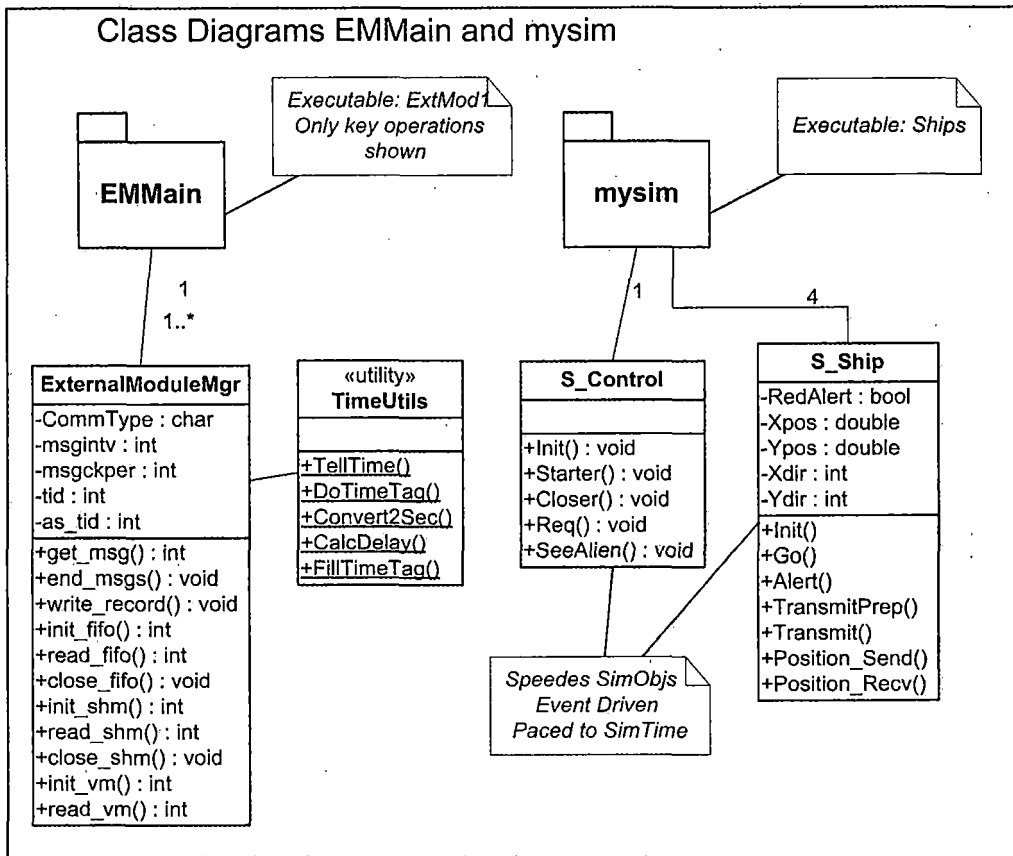 Class Diagrams EMMain and mysim
Executable: ExtMod1
Only key operations
shown
EMMain
Executable: Ships
mysim
1
1..*
1
4
ExternalModuleMgr
-CommType : char
-msgintv : int
-msgckper : int
-tid : int
-as_tid : int
+get_msg() : int
+end_msgs() : void
+write_record() : void
+init_fifo() : int
+read_fifo() : int
+close_fifo() : void
+init_shm() : int
+read_shm() : int
+close_shm() : void
+init_vm() : int
+read_vm() : int
«utility»
TimeUtils
+TellTime()
+DoTimeTag()
+Convert2Sec()
+CalcDelay()
+FillTimeTag()
S_Control
+Init() : void
+Starter() : void
+Closer() : void
+Req() : void
+SeeAlien() : void
S_Ship
-RedAlert : bool
-Xpos : double
-Ypos : double
-Xdir : int
-Ydir : int
+Init()
+Go()
+Alert()
+TransmitPrep()
+Transmit()
+Position_Send()
+Position_Recv()
Speedes SimObjs
Event Driven
Paced to SimTime